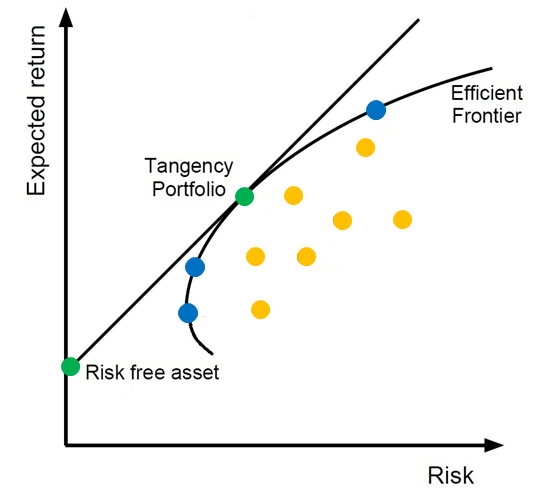 Expected return
Efficient
Frontier
Tangency
Portfolio
Risk free asset
Risk